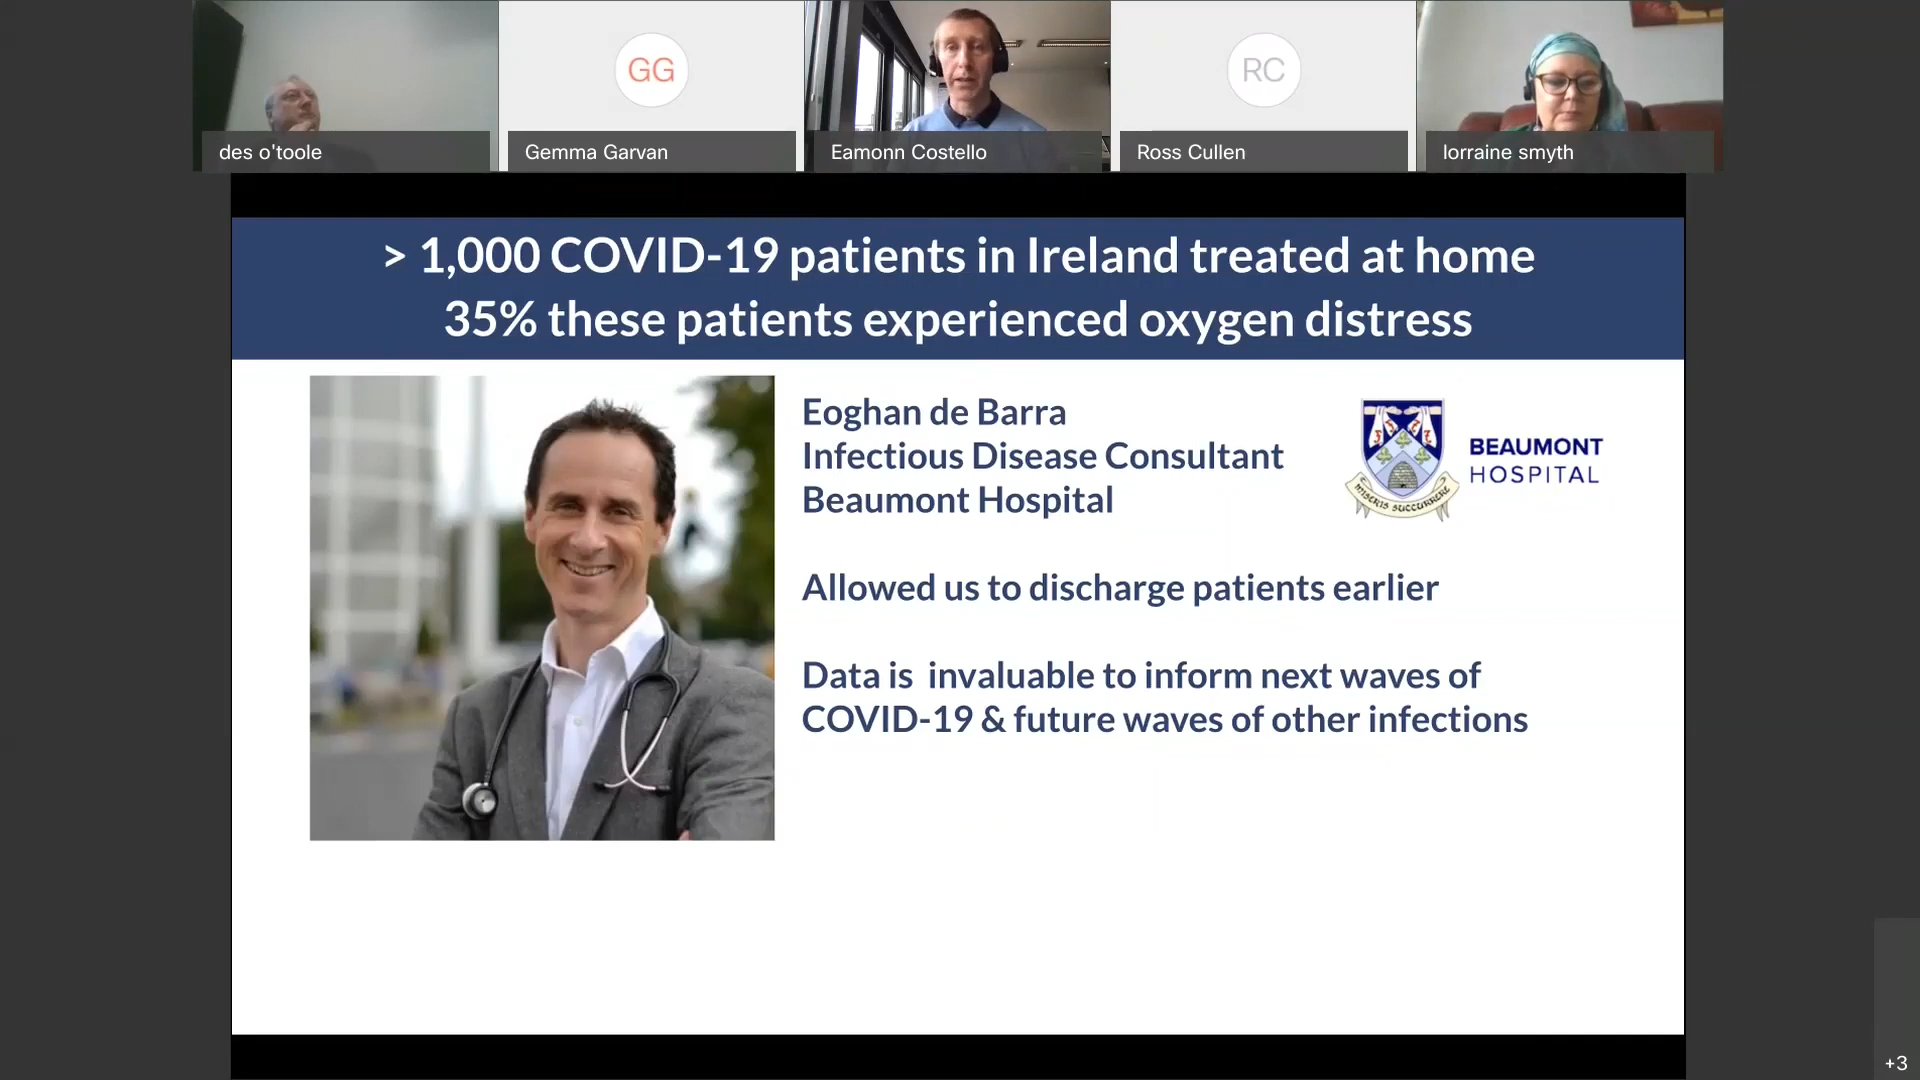 GG
RC
des o'toole
Gemma Garvan
Eamonn Costello
Ross Cullen
lorraine smyth
> 1,000 COVID-19 patients in Ireland treated at home
35% these patients experienced oxygen distress
Eoghan de Barra
Infectious Disease Consultant
Beaumont Hospital
BEAUMONT
HOSPITAL
MISERIS SUCCURRERE
Allowed us to discharge patients earlier
Data is invaluable to inform next waves of
COVID-19 & future waves of other infections
+3